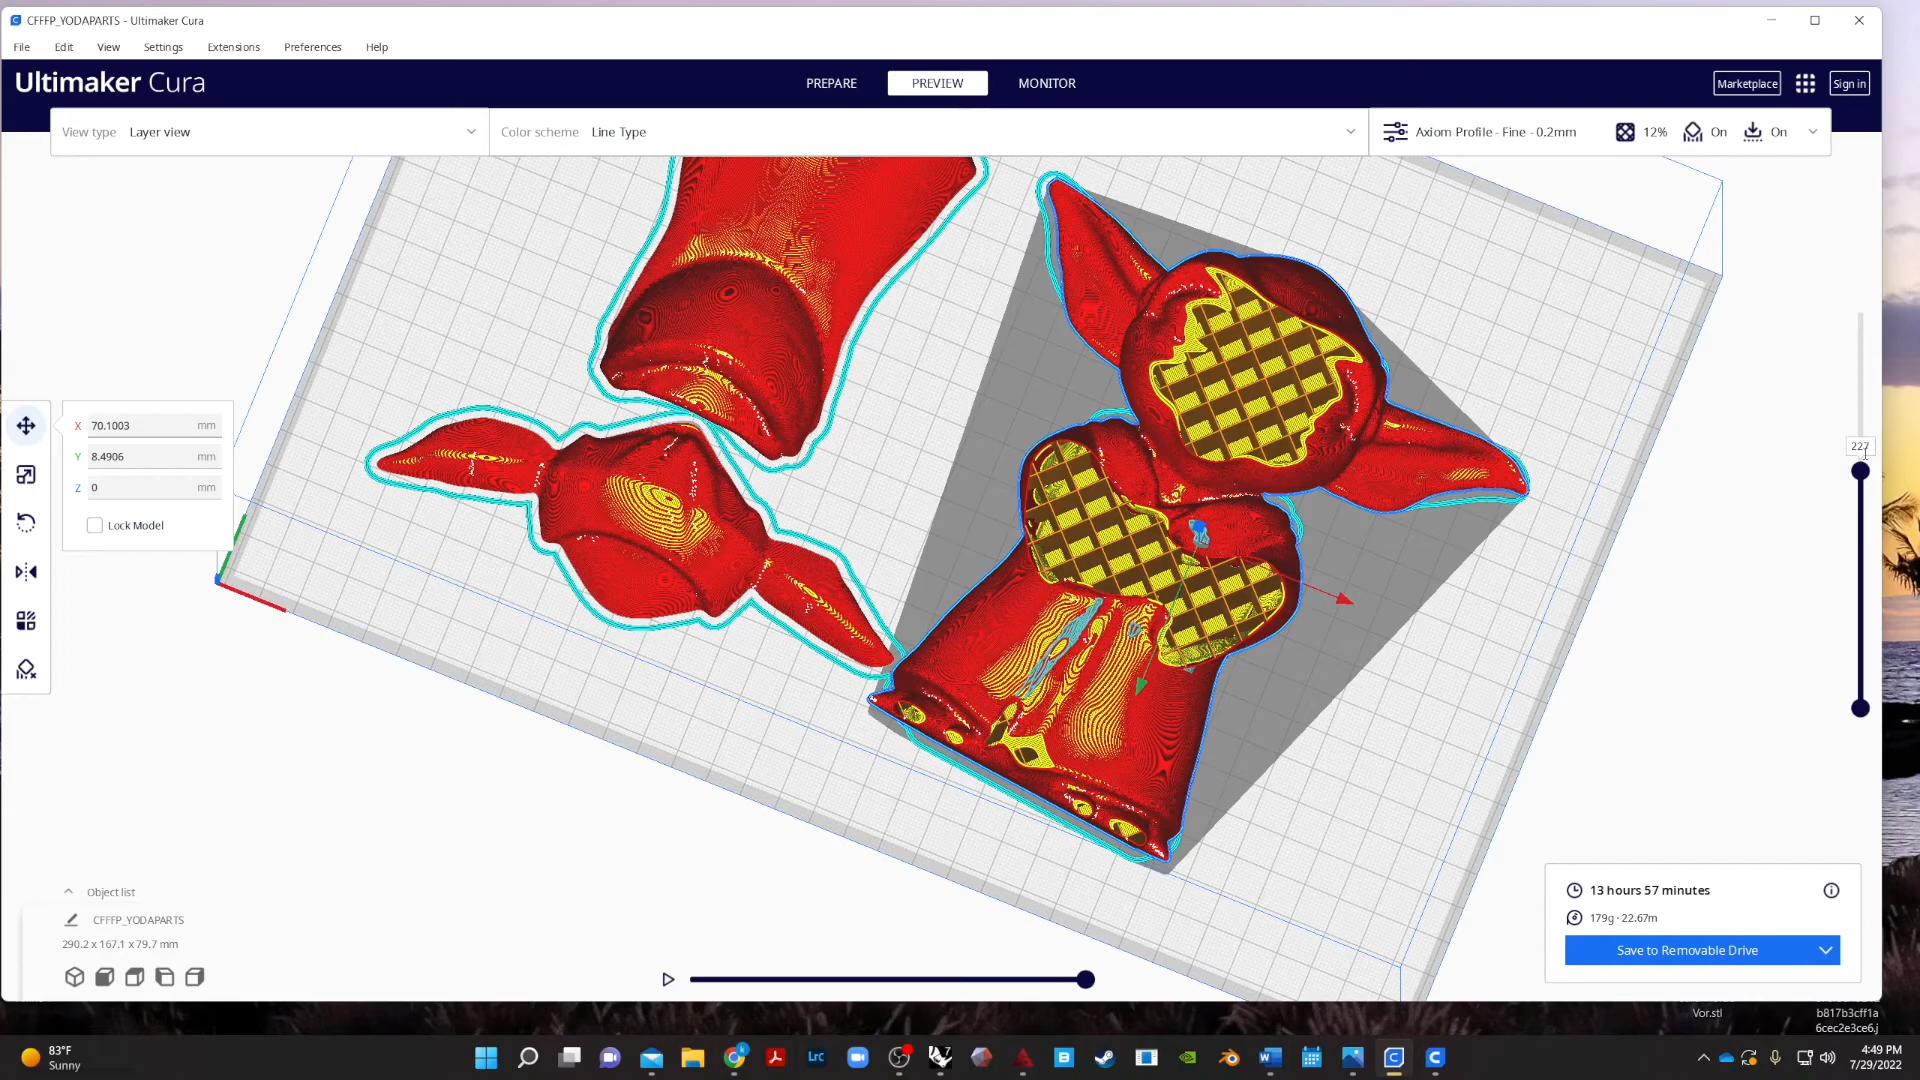 CFFFP_YODAPARTS - Ultimaker Cura
File Edit View Settings Extensions Preferences Help
Ultimaker Cura
PREPARE PREVIEW MONITOR
Marketplace Sign in
View type Layer view
Color scheme Line Type
Axiom Profile - Fine - 0.2mm 12% On On
X 70.1003 mm
Y 8.4906 mm
Z 0 mm
Lock Model
227
Object list
CFFFP_YODAPARTS
290.2 x 167.1 x 79.7 mm
13 hours 57 minutes
179g · 22.67m
Save to Removable Drive
Vor.stl
b817b3cff1a
6cec2e3ce6.j
83°F
Sunny
Lrc
4:49 PM
7/29/2022